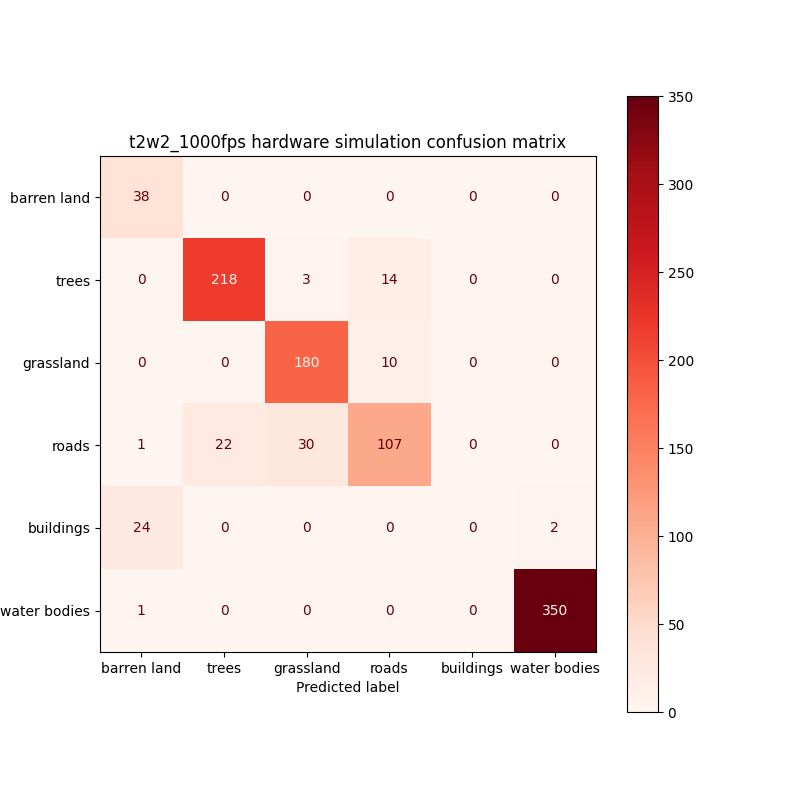 t2w2_1000fps hardware simulation confusion matrix
barren land 38 0 0 0 0 0
trees 0 218 3 14 0 0
grassland 0 0 180 10 0 0
roads 1 22 30 107 0 0
buildings 24 0 0 0 0 2
water bodies 1 0 0 0 0 350
barren land trees grassland roads buildings water bodies
Predicted label
350
300
250
200
150
100
50
0